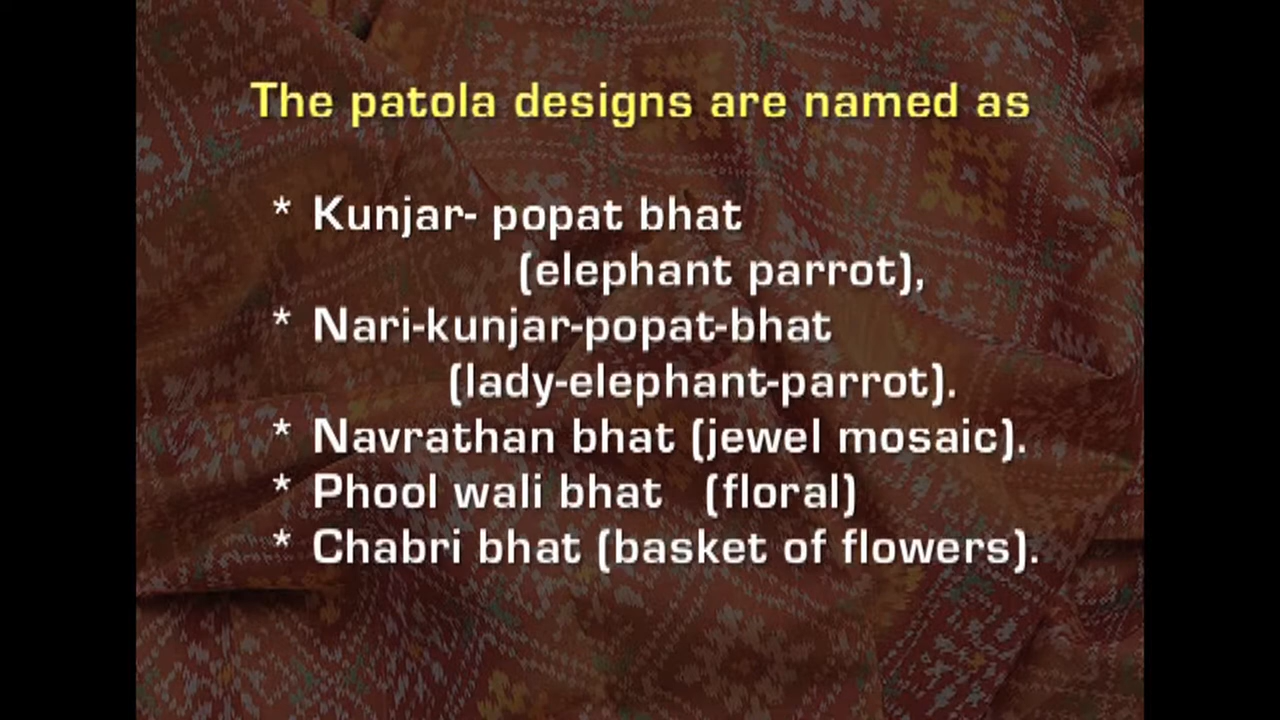 The patola designs are named as
* Kunjar- popat bhat
(elephant parrot),
* Nari-kunjar-popat-bhat
(lady-elephant-parrot).
* Navrathan bhat (jewel mosaic).
* Phool wali bhat (floral)
* Chabri bhat (basket of flowers).